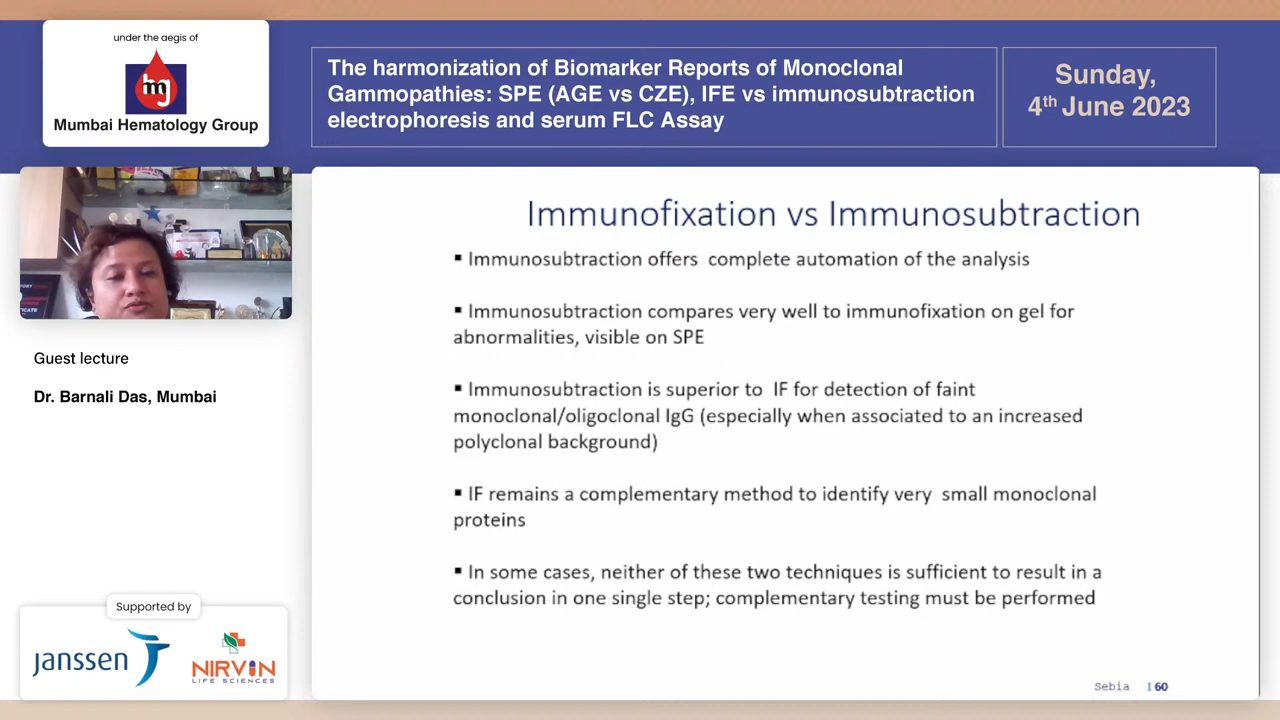 under the aegis of
mg
Mumbai Hematology Group
The harmonization of Biomarker Reports of Monoclonal
Gammopathies: SPE (AGE vs CZE), IFE vs immunosubtraction
electrophoresis and serum FLC Assay
Sunday,
4th June 2023
Guest lecture
Dr. Barnali Das, Mumbai
Supported by
janssen
NIRVIN
LIFE SCIENCES
Immunofixation vs Immunosubtraction
▪ Immunosubtraction offers complete automation of the analysis
▪ Immunosubtraction compares very well to immunofixation on gel for
abnormalities, visible on SPE
▪ Immunosubtraction is superior to IF for detection of faint
monoclonal/oligoclonal IgG (especially when associated to an increased
polyclonal background)
▪ IF remains a complementary method to identify very small monoclonal
proteins
▪ In some cases, neither of these two techniques is sufficient to result in a
conclusion in one single step; complementary testing must be performed
Sebia I 60